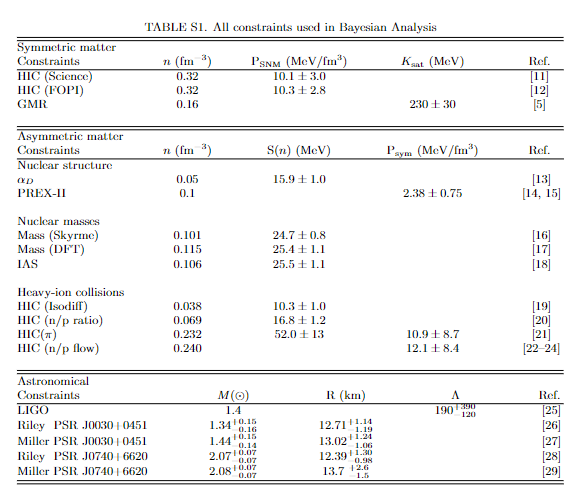 TABLE S1. All constraints used in Bayesian Analysis
Symmetric matter
Constraints n (fm⁻³) P_SNM (MeV/fm³) K_sat (MeV) Ref.
HIC (Science) 0.32 10.1 ± 3.0 [11]
HIC (FOPI) 0.32 10.3 ± 2.8 [12]
GMR 0.16 230 ± 30 [5]
Asymmetric matter
Constraints n (fm⁻³) S(n) (MeV) P_sym (MeV/fm³) Ref.
Nuclear structure
α_D 0.05 15.9 ± 1.0 [13]
PREX-II 0.1 2.38 ± 0.75 [14, 15]
Nuclear masses
Mass (Skyrme) 0.101 24.7 ± 0.8 [16]
Mass (DFT) 0.115 25.4 ± 1.1 [17]
IAS 0.106 25.5 ± 1.1 [18]
Heavy-ion collisions
HIC (Isodiff) 0.038 10.3 ± 1.0 [19]
HIC (n/p ratio) 0.069 16.8 ± 1.2 [20]
HIC(π) 0.232 52.0 ± 13 10.9 ± 8.7 [21]
HIC (n/p flow) 0.240 12.1 ± 8.4 [22–24]
Astronomical
Constraints M(⊙) R (km) Λ Ref.
LIGO 1.4 190 +390 −120 [25]
Riley PSR J0030+0451 1.34 +0.15 −0.16 12.71 +1.14 −1.19 [26]
Miller PSR J0030+0451 1.44 +0.15 −0.14 13.02 +1.24 −1.06 [27]
Riley PSR J0740+6620 2.07 +0.07 −0.07 12.39 +1.30 −0.98 [28]
Miller PSR J0740+6620 2.08 +0.07 −0.07 13.7 +2.6 −1.5 [29]